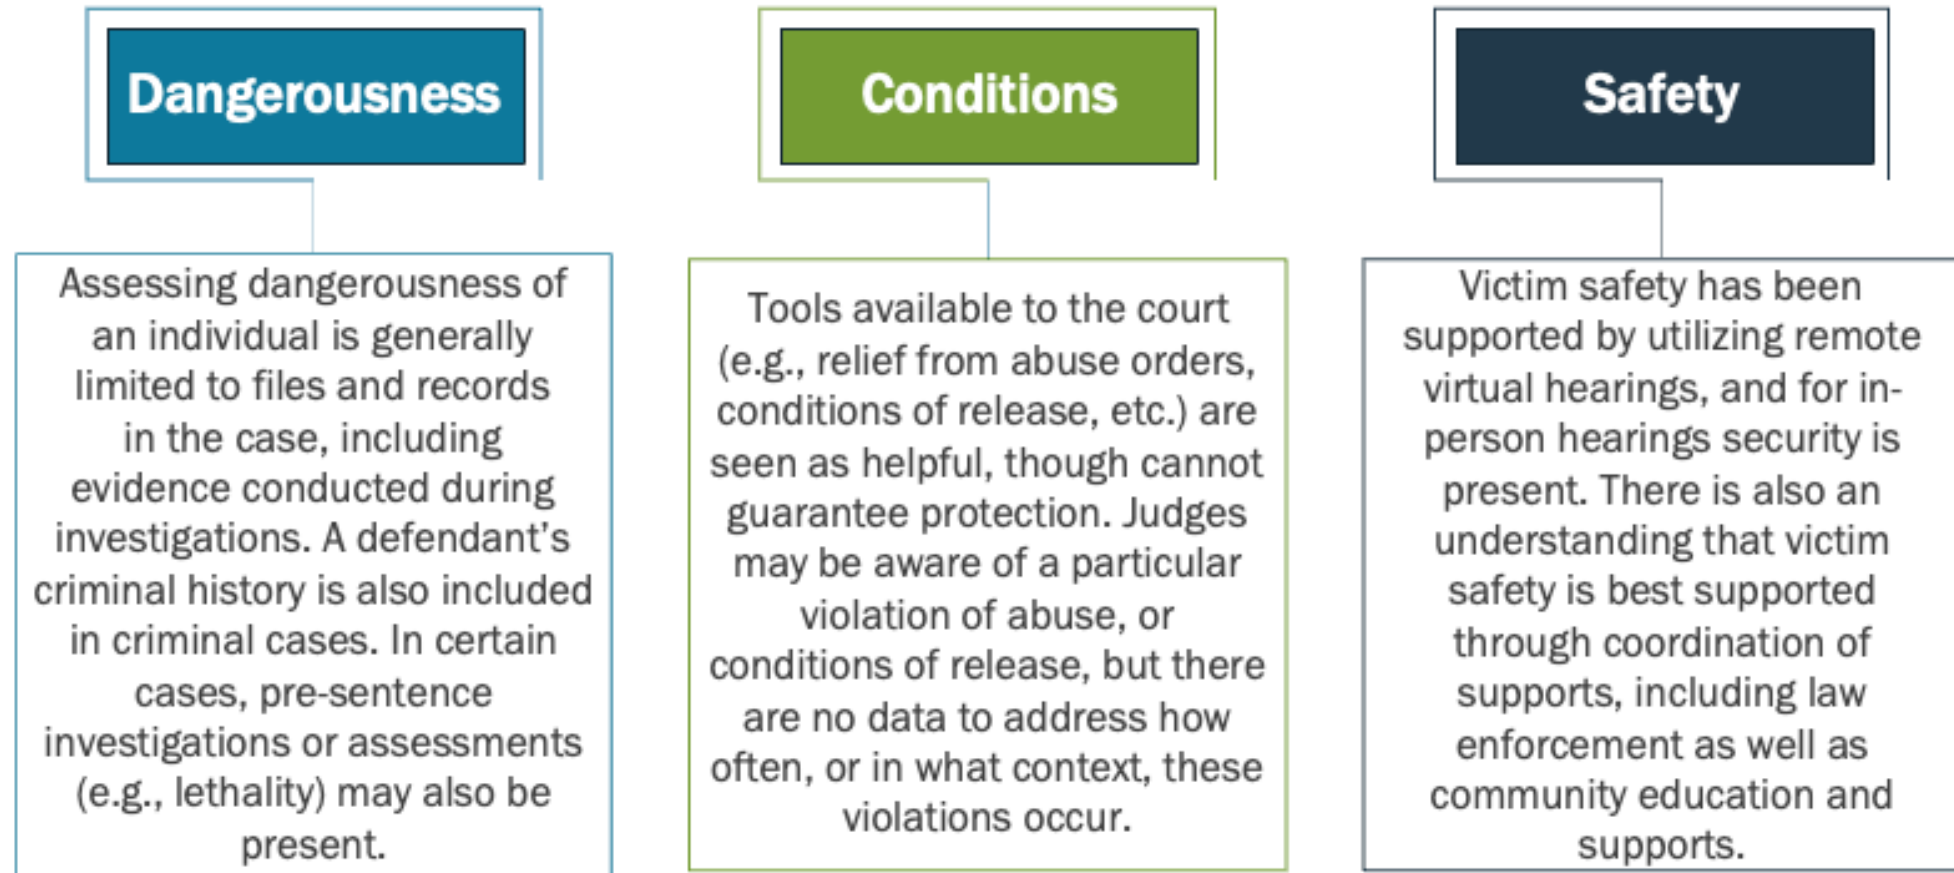 Dangerousness
Assessing dangerousness of
an individual is generally
limited to files and records
in the case, including
evidence conducted during
investigations. A defendant's
criminal history is also included
in criminal cases. In certain
cases, pre-sentence
investigations or assessments
(e.g., lethality) may also be
present.
Conditions
Tools available to the court
(e.g., relief from abuse orders,
conditions of release, etc.) are
seen as helpful, though cannot
guarantee protection. Judges
may be aware of a particular
violation of abuse, or
conditions of release, but there
are no data to address how
often, or in what context, these
violations occur.
Safety
Victim safety has been
supported by utilizing remote
virtual hearings, and for in-
person hearings security is
present. There is also an
understanding that victim
safety is best supported
through coordination of
supports, including law
enforcement as well as
community education and
supports.